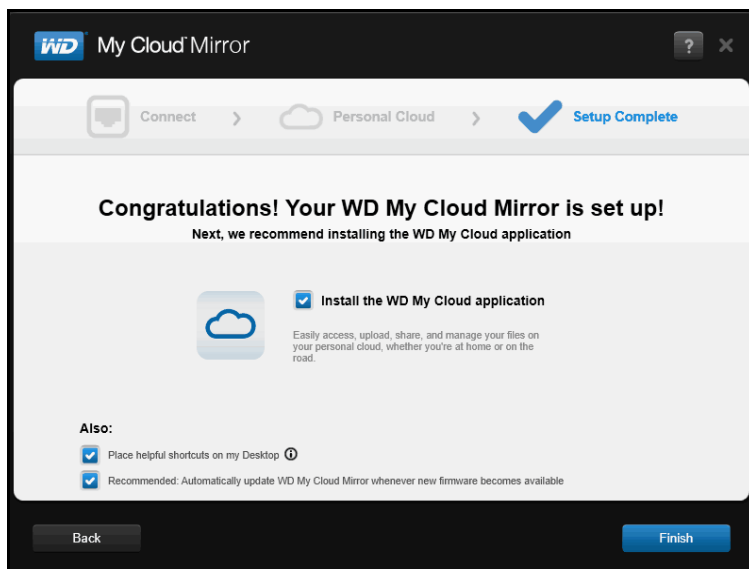 WD My Cloud Mirror
?
Connect
Personal Cloud
Setup Complete
Congratulations! Your WD My Cloud Mirror is set up!
Next, we recommend installing the WD My Cloud application
Install the WD My Cloud application
Easily access, upload, share, and manage your files on
your personal cloud, whether you're at home or on the
road.
Also:
Place helpful shortcuts on my Desktop
Recommended: Automatically update WD My Cloud Mirror whenever new firmware becomes available
Back
Finish